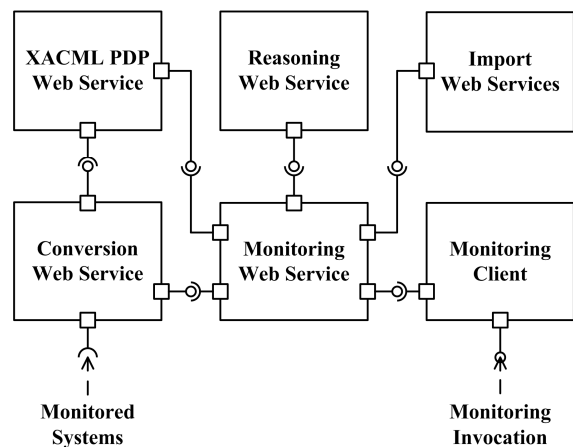 XACML PDP
Web Service
Reasoning
Web Service
Import
Web Services
Conversion
Web Service
Monitoring
Web Service
Monitoring
Client
Monitored
Systems
Monitoring
Invocation